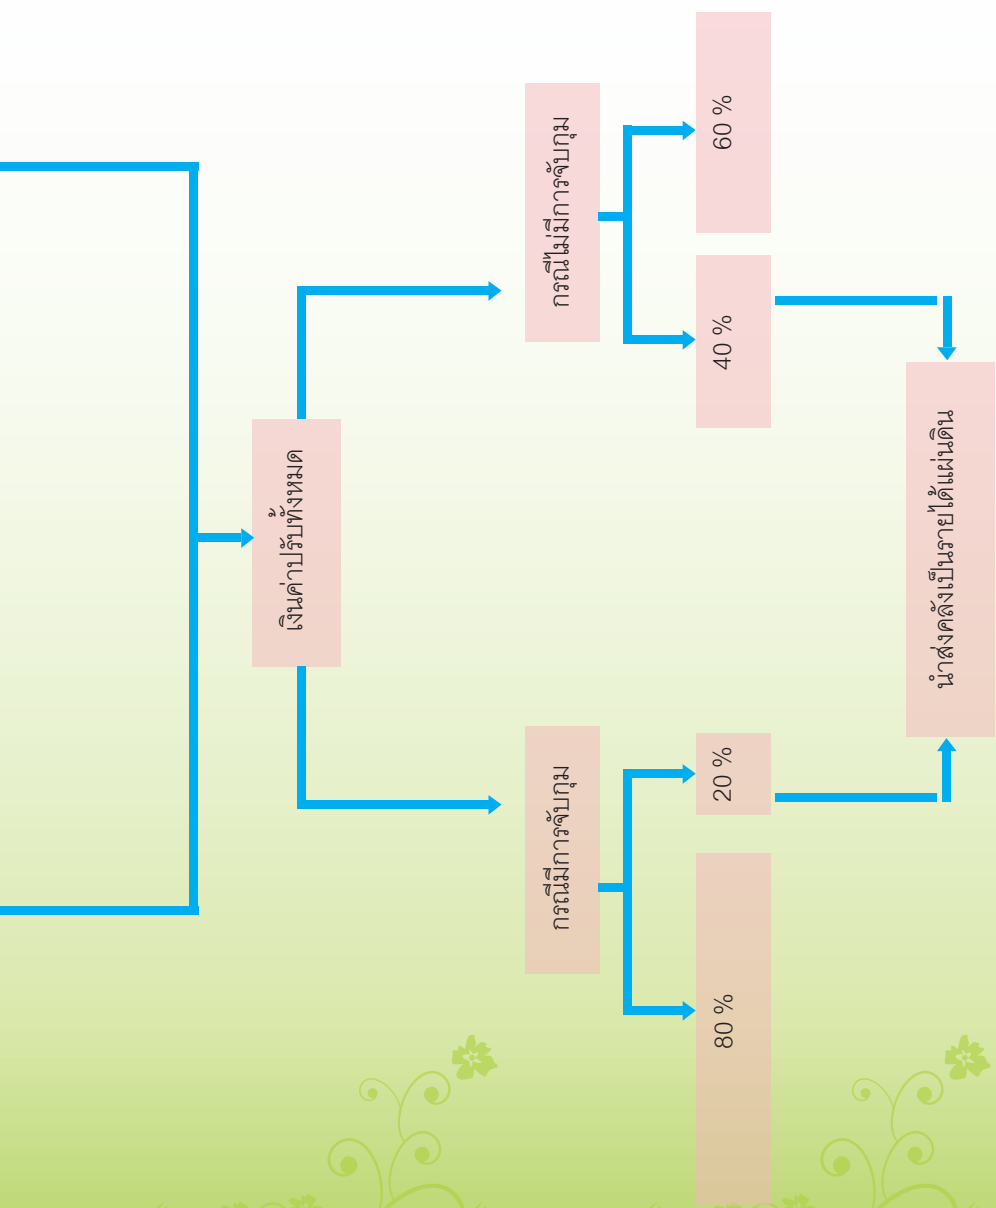 เงินค่าปรับทั้งหมด
กรณีมีการจับกุม
กรณีไม่มีการจับกุม
80 %
20 %
40 %
60 %
นำส่งคลังเป็นรายได้แผ่นดิน